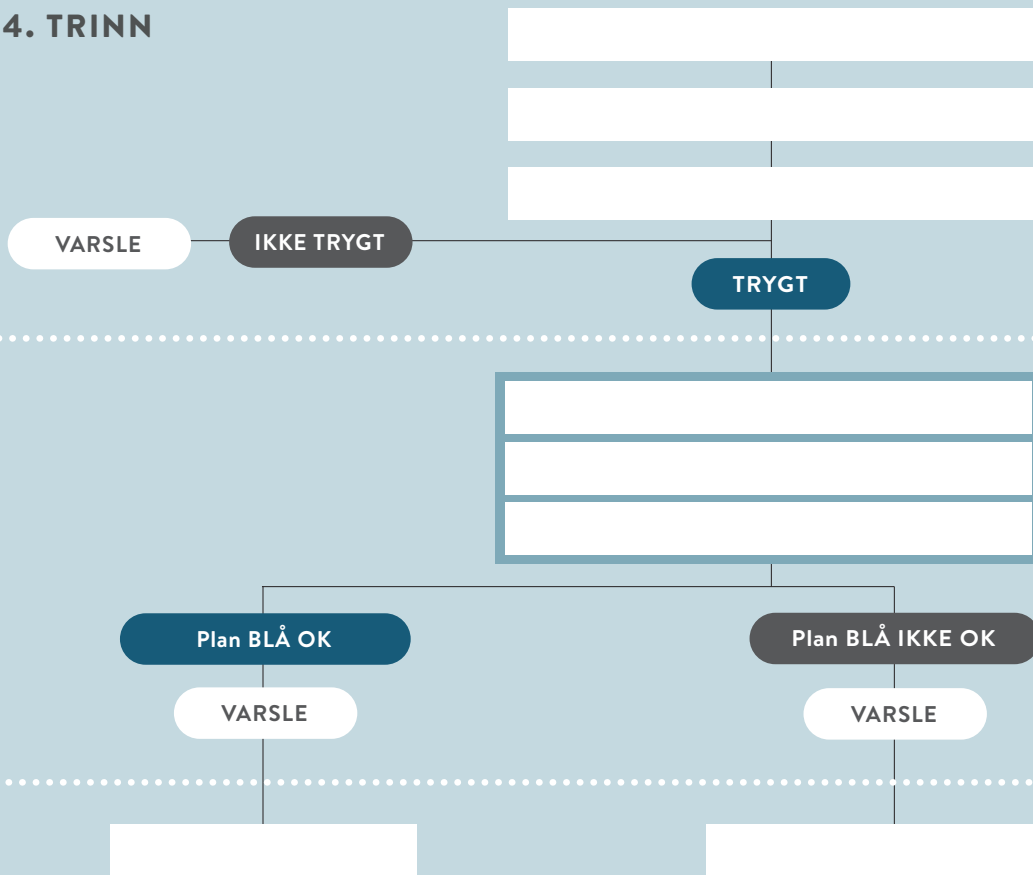 4. TRINN
VARSLE
IKKE TRYGT
TRYGT
Plan BLÅ OK
Plan BLÅ IKKE OK
VARSLE
VARSLE